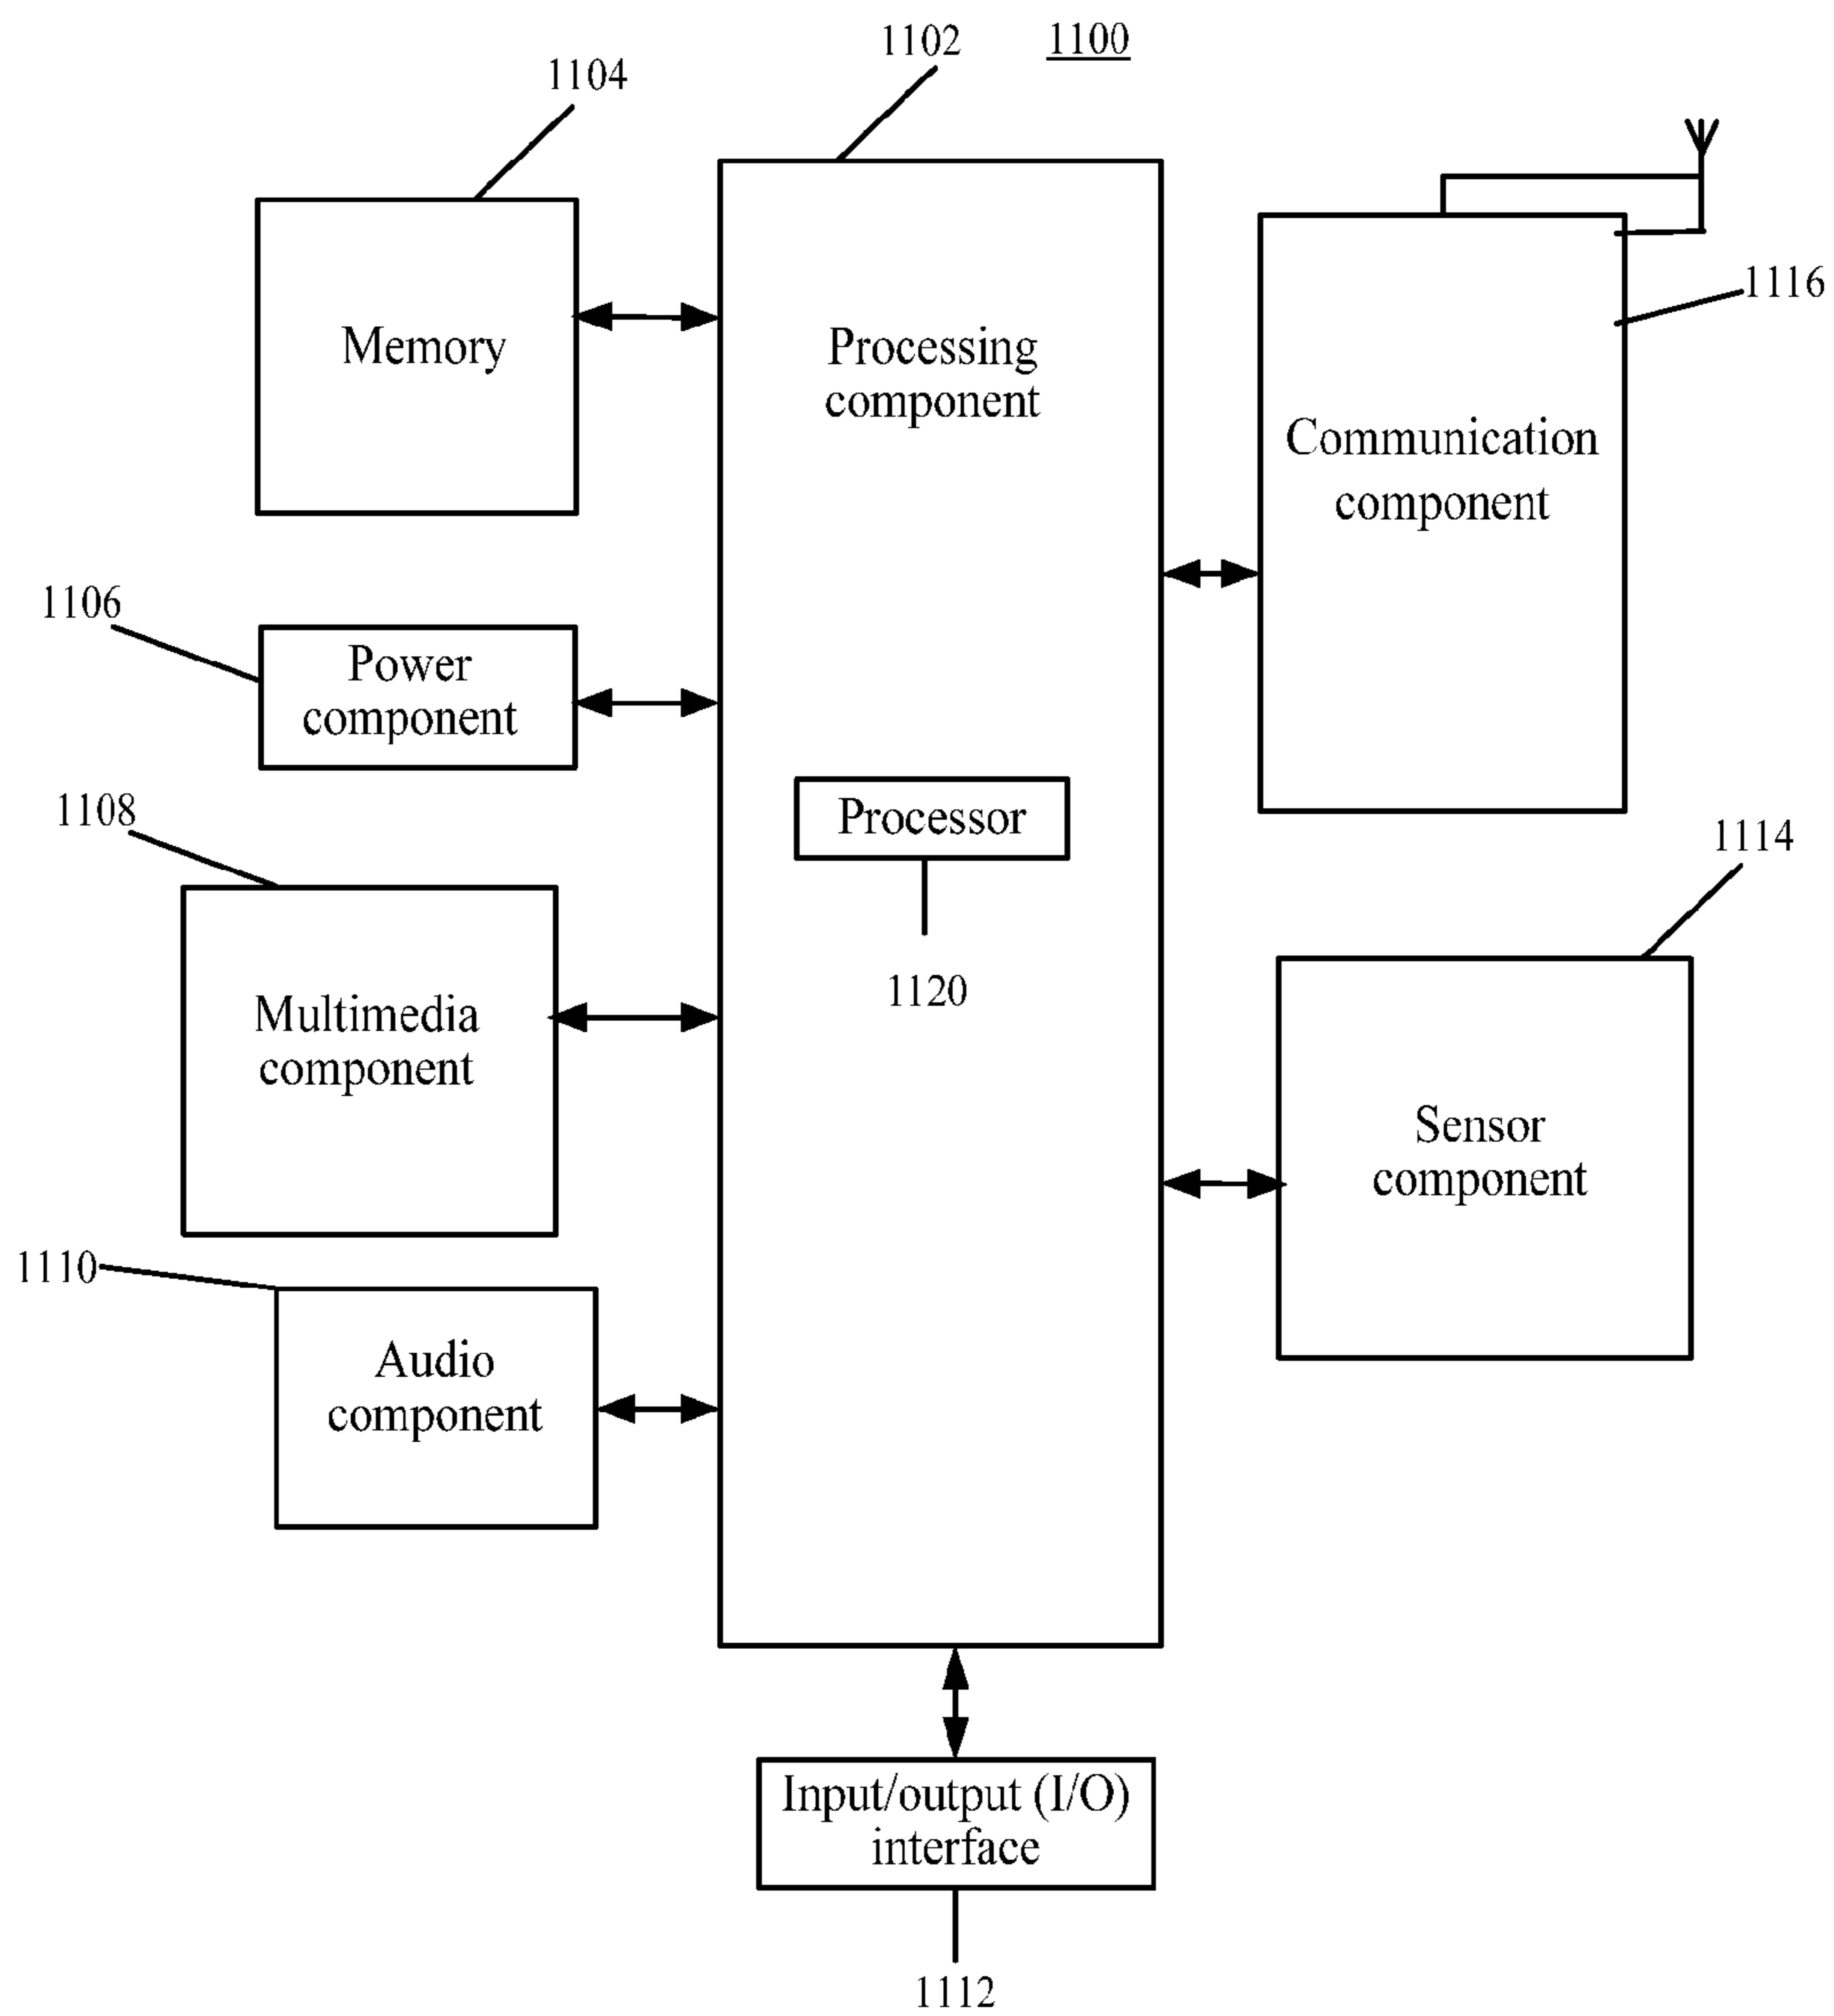 1102
1100
1104
1116
Memory
Processing
component
Communication
component
1106
Power
component
1108
Processor
1114
1120
Multimedia
component
Sensor
component
1110
Audio
component
Input/output (I/O)
interface
1112